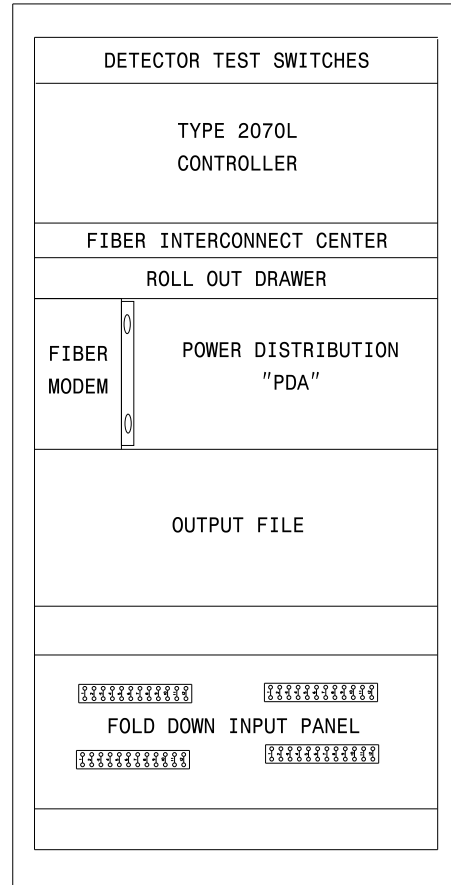 DETECTOR TEST SWITCHES
TYPE 2070L
CONTROLLER
FIBER INTERCONNECT CENTER
ROLL OUT DRAWER
FIBER
MODEM
POWER DISTRIBUTION
"PDA"
OUTPUT FILE
FOLD DOWN INPUT PANEL